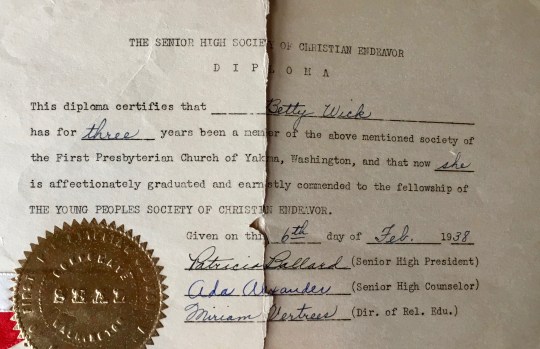 THE SENIOR HIGH SOCIETY OF CHRISTIAN ENDEAVOR
D I P L O M A
This diploma certifies that Betty Wick
has for three years been a member of the above mentioned society of
the First Presbyterian Church of Yakima, Washington, and that now she
is affectionately graduated and earnestly commended to the fellowship of
THE YOUNG PEOPLES SOCIETY OF CHRISTIAN ENDEAVOR.
Given on this 6th day of Feb. 1938
Patricia Ballard (Senior High President)
Ada Alexander (Senior High Counselor)
Miriam Vertrees (Dir. of Rel. Edu.)
SEAL